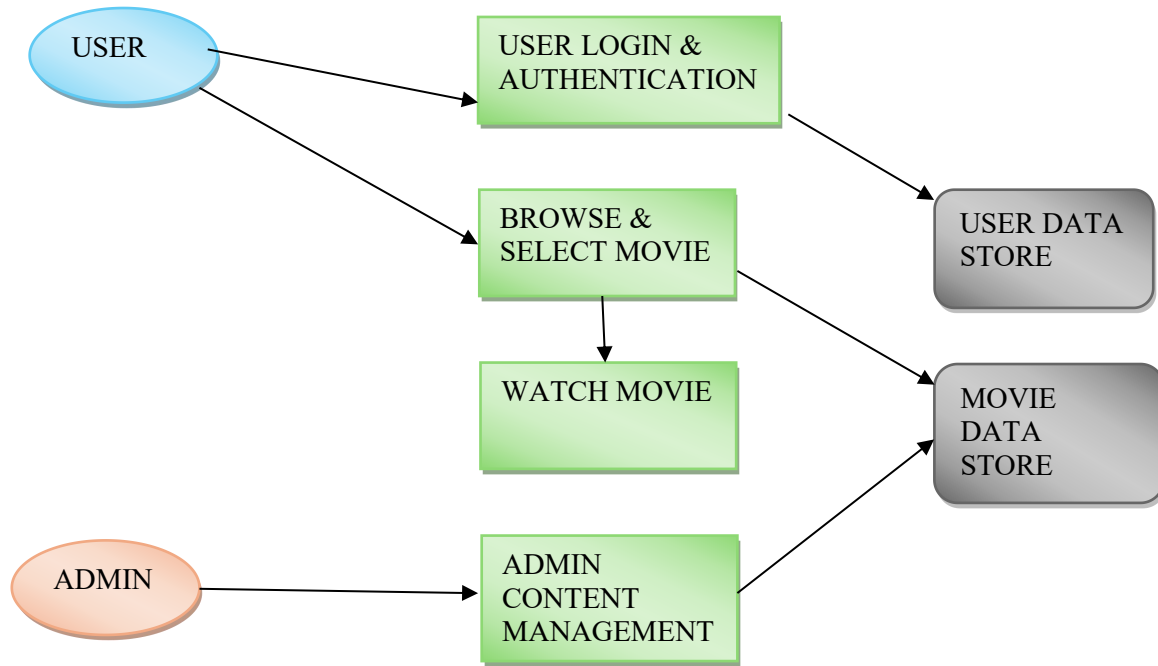 USER
USER LOGIN &
AUTHENTICATION
BROWSE &
SELECT MOVIE
USER DATA
STORE
WATCH MOVIE
MOVIE
DATA
STORE
ADMIN
ADMIN
CONTENT
MANAGEMENT